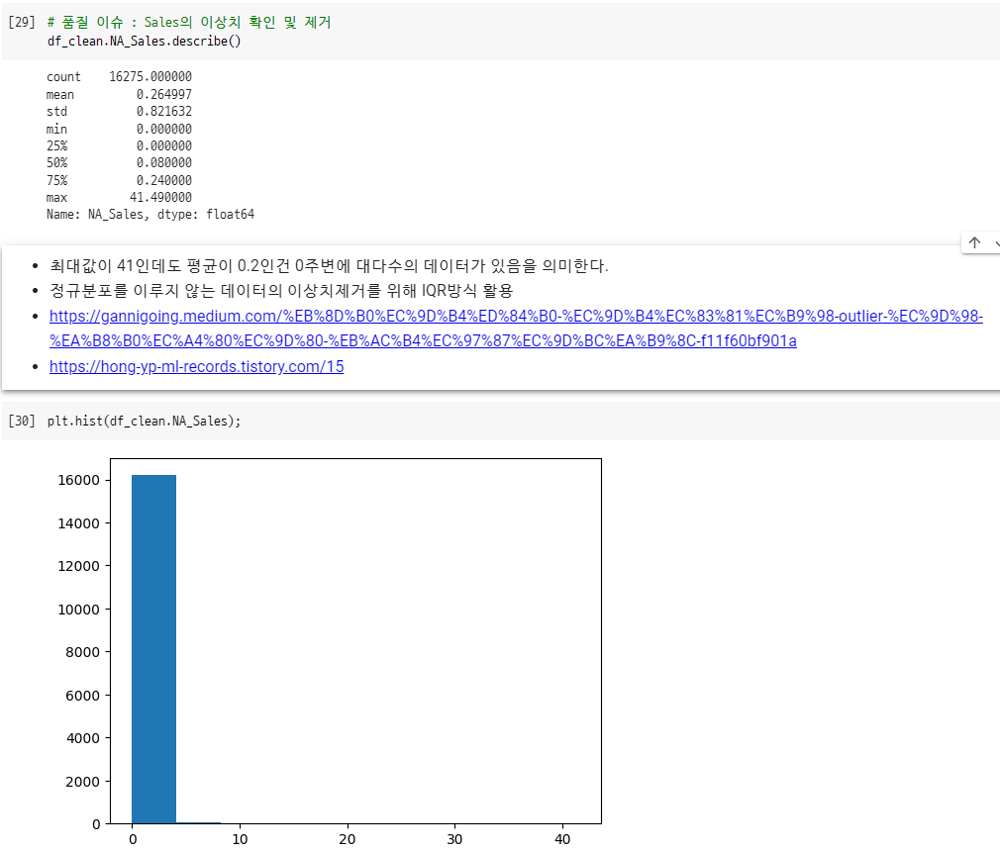 [29] # 품질 이슈 : Sales의 이상치 확인 및 제거
df_clean.NA_Sales.describe()
count 16275.000000
mean 0.264997
std 0.821632
min 0.000000
25% 0.000000
50% 0.080000
75% 0.240000
max 41.490000
Name: NA_Sales, dtype: float64
• 최대값이 41인데도 평균이 0.2인건 0주변에 대다수의 데이터가 있음을 의미한다.
• 정규분포를 이루지 않는 데이터의 이상치제거를 위해 IQR방식 활용
• https://gannigoing.medium.com/%EB%8D%B0%EC%9D%B4%ED%84%B0-%EC%9D%B4%EC%83%81%EC%B9%98-outlier-%EC%9D%98-
%EA%B8%B0%EC%A4%80%EC%9D%80-%EB%AC%B4%EC%97%87%EC%9D%BC%EA%B9%8C-f11f60bf901a
• https://hong-yp-ml-records.tistory.com/15
[30] plt.hist(df_clean.NA_Sales);
16000
14000
12000
10000
8000
6000
4000
2000
0
0 10 20 30 40